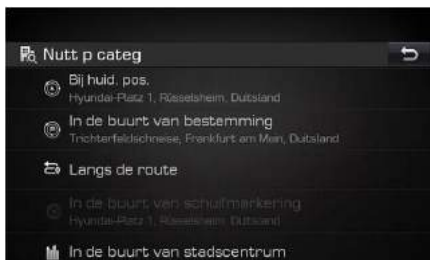 Nutt p categ
Bij huid. pos.
Hyundai-Platz 1, Rüsselsheim, Duitsland
In de buurt van bestemming
Trichterfeldschneise, Frankfurt am Main, Duitsland
Langs de route
In de buurt van schuifmarkering
Hyundai-Platz 1, Rüsselsheim, Duitsland
In de buurt van stadscentrum